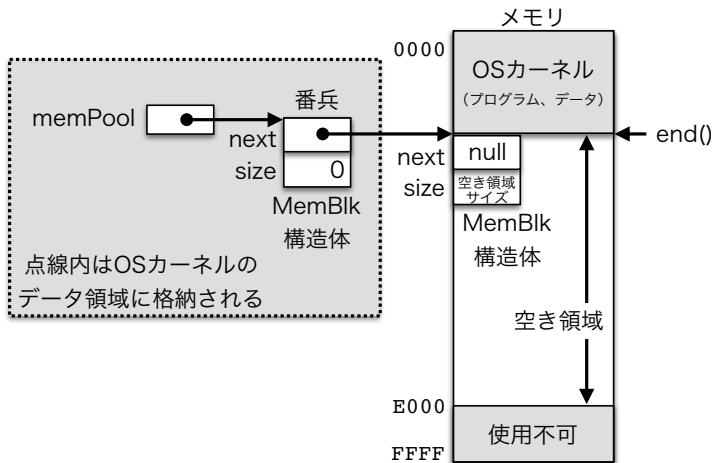 メモリ
0000
OSカーネル
（プログラム、データ）
end()
番兵
memPool
next
size
0
MemBlk
構造体
点線内はOSカーネルの
データ領域に格納される
next
null
size
空き領域
サイズ
MemBlk
構造体
空き領域
E000
使用不可
FFFF